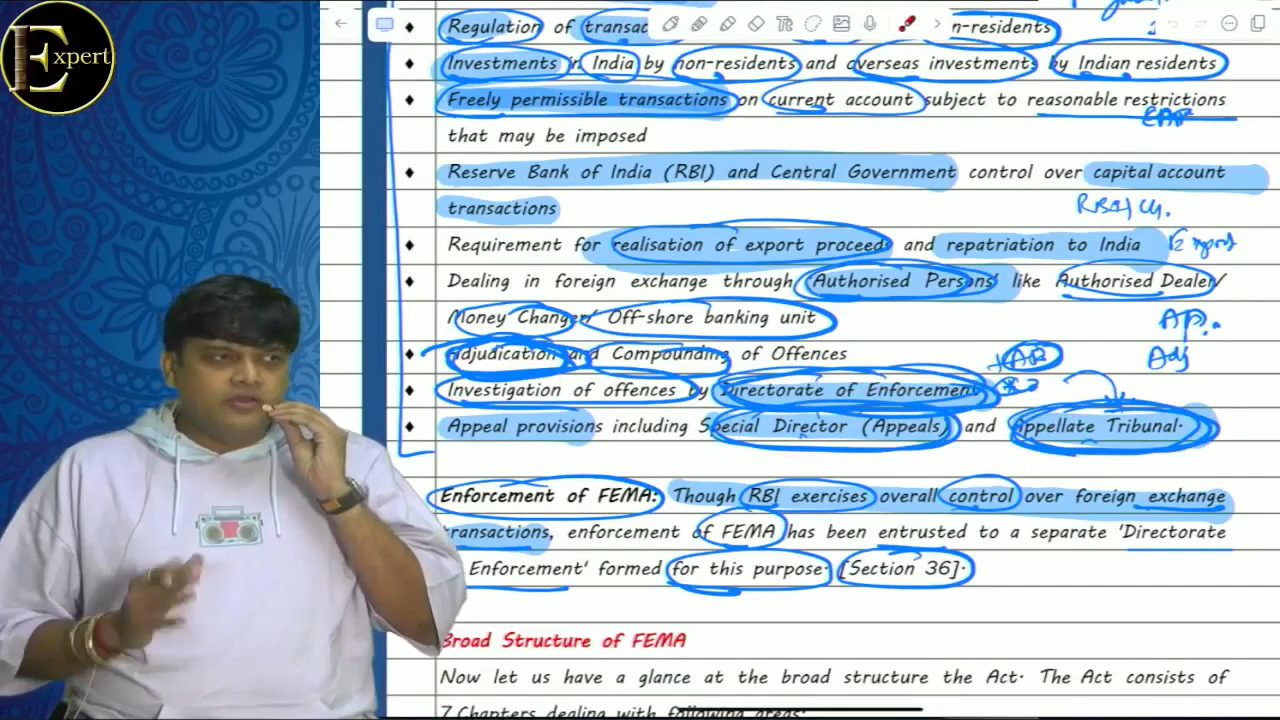 Expert
Regulation of transac n-residents
Investments in India by non-residents and overseas investments by Indian residents
Freely permissible transactions on current account subject to reasonable restrictions
that may be imposed
Reserve Bank of India (RBI) and Central Government control over capital account
transactions
Requirement for realisation of export proceeds and repatriation to India
Dealing in foreign exchange through 'Authorised Persons' like Authorised Dealer/
Money Changer/ Off-shore banking unit
Adjudication and Compounding of Offences
Adj
Investigation of offences by Directorate of Enforcement
Appeal provisions including Special Director (Appeals) and Appellate Tribunal.
Enforcement of FEMA: Though RBI exercises overall control over foreign exchange
transactions, enforcement of FEMA has been entrusted to a separate 'Directorate
Enforcement' formed for this purpose. [Section 36].
Broad Structure of FEMA
Now let us have a glance at the broad structure the Act. The Act consists of
7 Chapters dealing with following areas: